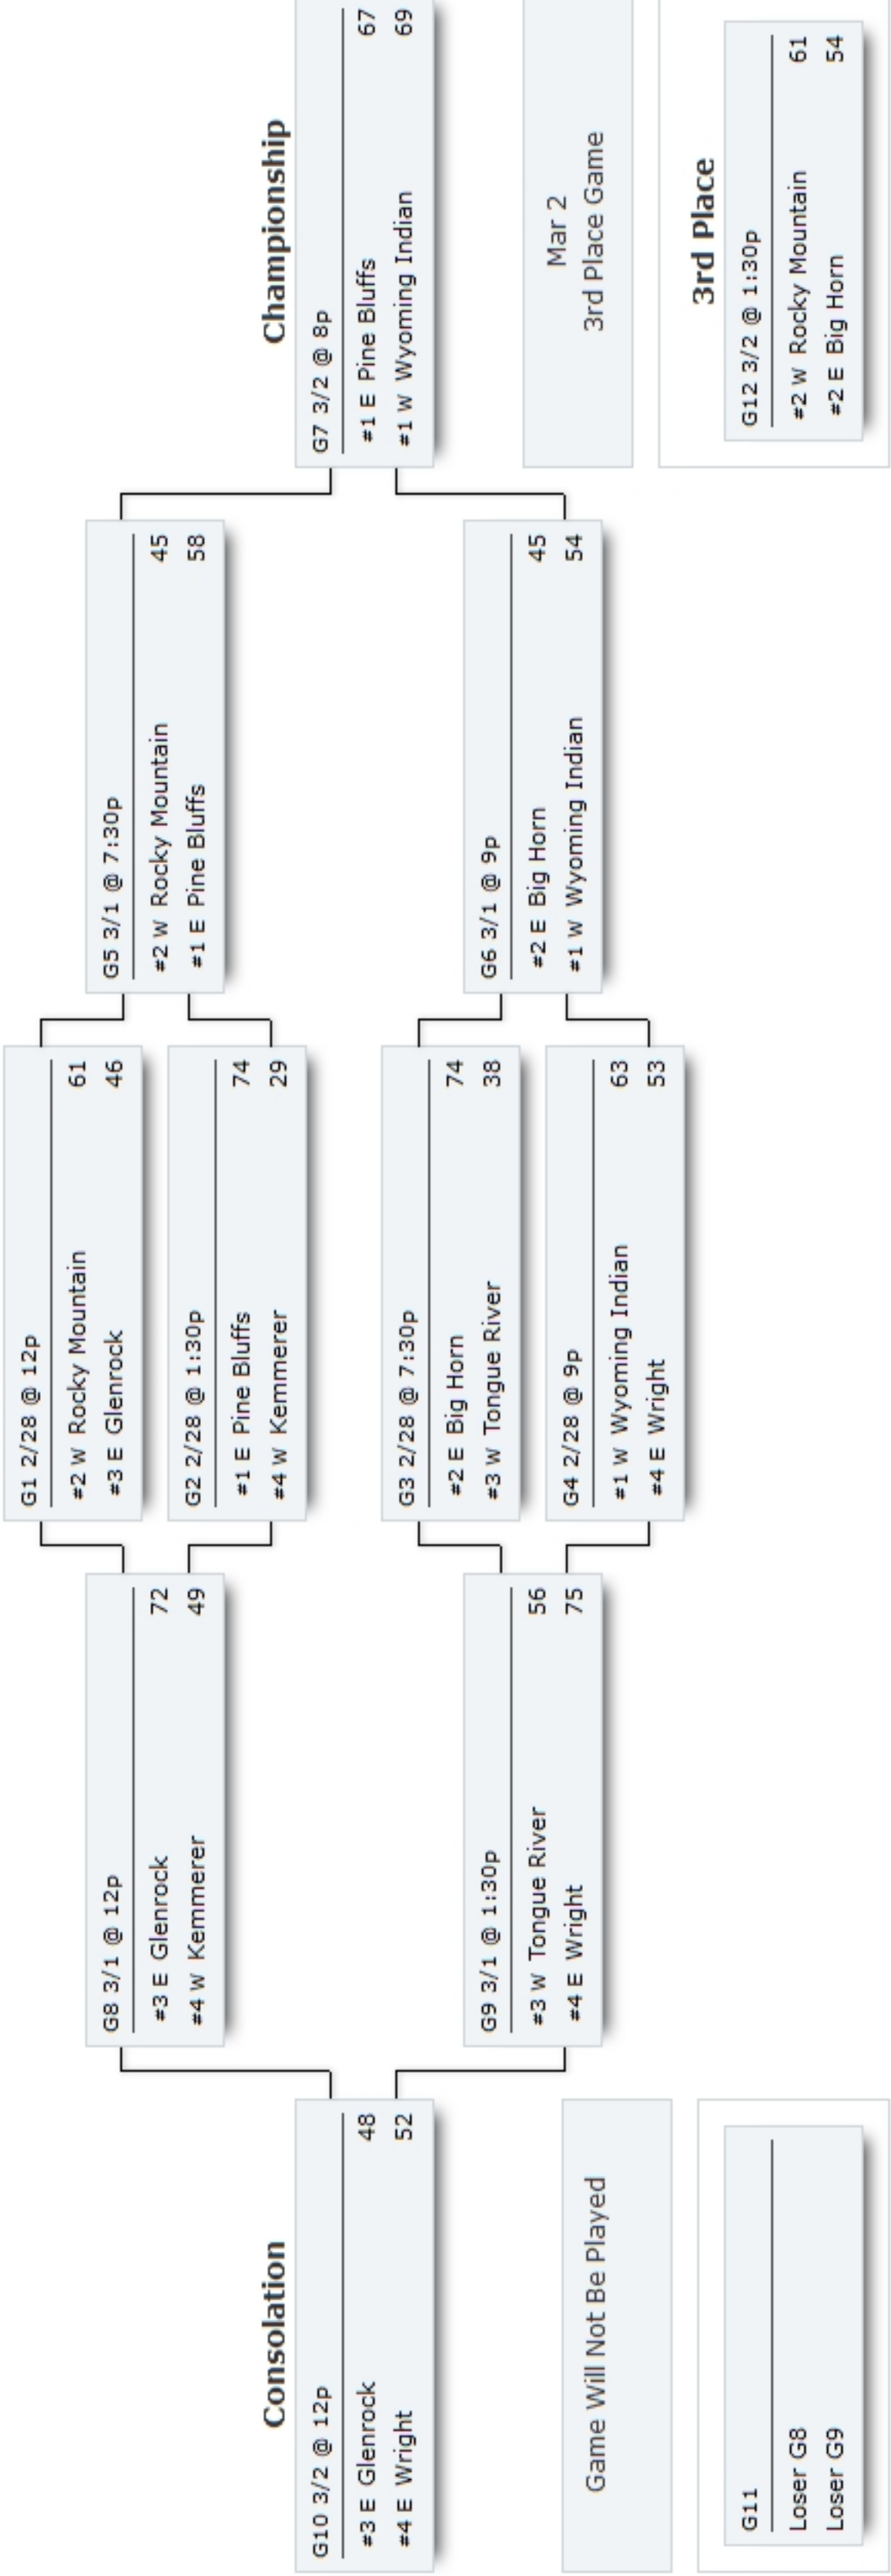 Consolation
G10 3/2 @ 12p
#3 E Glenrock 48
#4 E Wright 52
Game Will Not Be Played
G11
Loser G8
Loser G9
G8 3/1 @ 12p
#3 E Glenrock 72
#4 W Kemmerer 49
G9 3/1 @ 1:30p
#3 W Tongue River 56
#4 E Wright 75
G1 2/28 @ 12p
#2 W Rocky Mountain 61
#3 E Glenrock 46
G2 2/28 @ 1:30p
#1 E Pine Bluffs 74
#4 W Kemmerer 29
G3 2/28 @ 7:30p
#2 E Big Horn 74
#3 W Tongue River 38
G4 2/28 @ 9p
#1 W Wyoming Indian 63
#4 E Wright 53
G5 3/1 @ 7:30p
#2 W Rocky Mountain 45
#1 E Pine Bluffs 58
G6 3/1 @ 9p
#2 E Big Horn 45
#1 W Wyoming Indian 54
Championship
G7 3/2 @ 8p
#1 E Pine Bluffs 67
#1 W Wyoming Indian 69
Mar 2
3rd Place Game
3rd Place
G12 3/2 @ 1:30p
#2 W Rocky Mountain 61
#2 E Big Horn 54